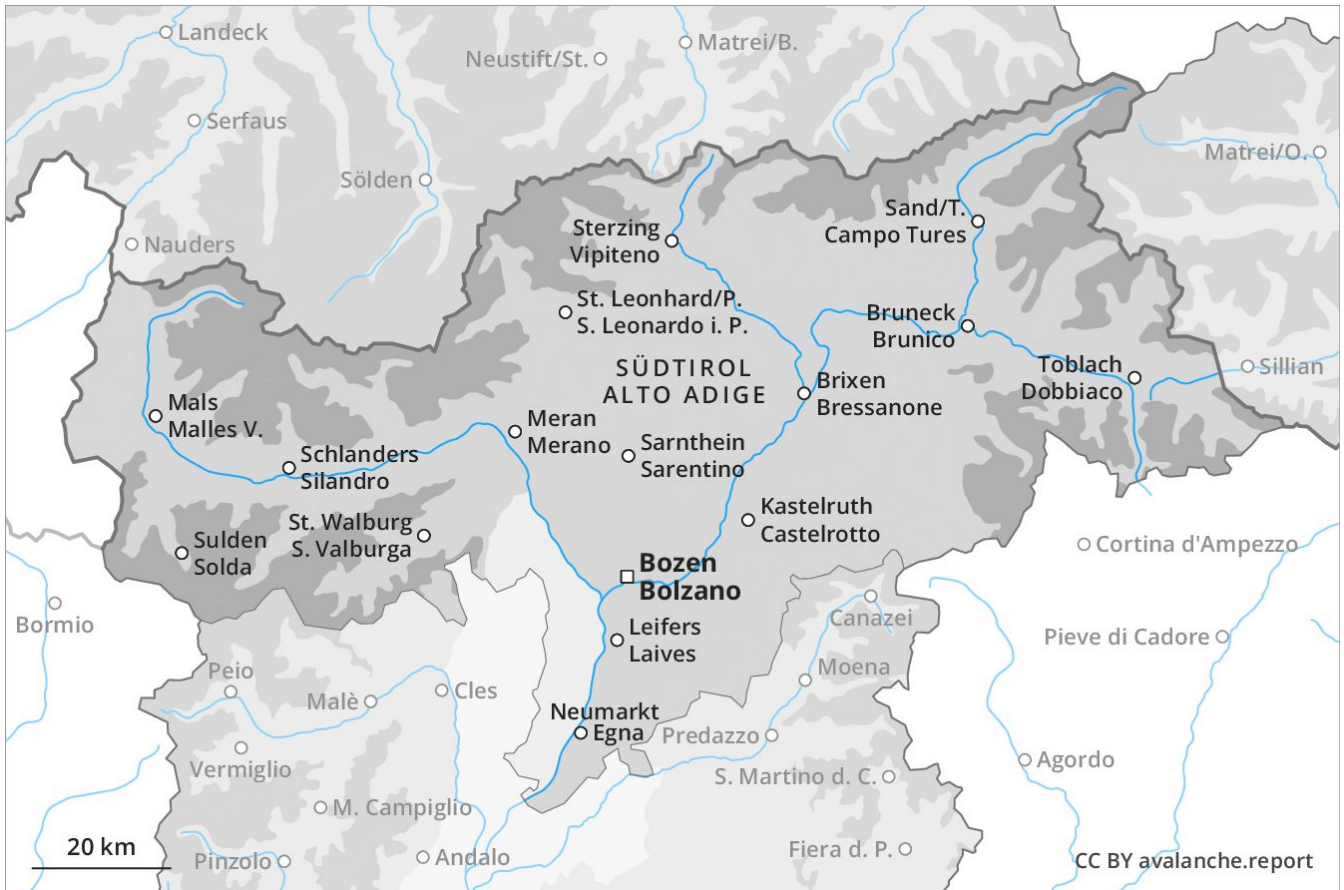 Landeck
Neustift/St.
Matrei/B.
Serfaus
Matrei/O.
Sölden
Nauders
Sand/T.
Campo Tures
Sterzing
Vipiteno
St. Leonhard/P.
S. Leonardo i. P.
Bruneck
Brunico
SÜDTIROL
ALTO ADIGE
Toblach
Dobbiaco
Sillian
Brixen
Bressanone
Mals
Malles V.
Meran
Merano
Sarnthein
Sarentino
Schlanders
Silandro
Kastelruth
Castelrotto
St. Walburg
S. Valburga
Sulden
Solda
Cortina d'Ampezzo
Bozen
Bolzano
Bormio
Canazei
Leifers
Laives
Pieve di Cadore
Peio
Moena
Malè
Cles
Neumarkt
Egna
Predazzo
Vermiglio
Agordo
S. Martino d. C.
M. Campiglio
20 km
Pinzolo
Andalo
Fiera d. P.
CC BY avalanche.report